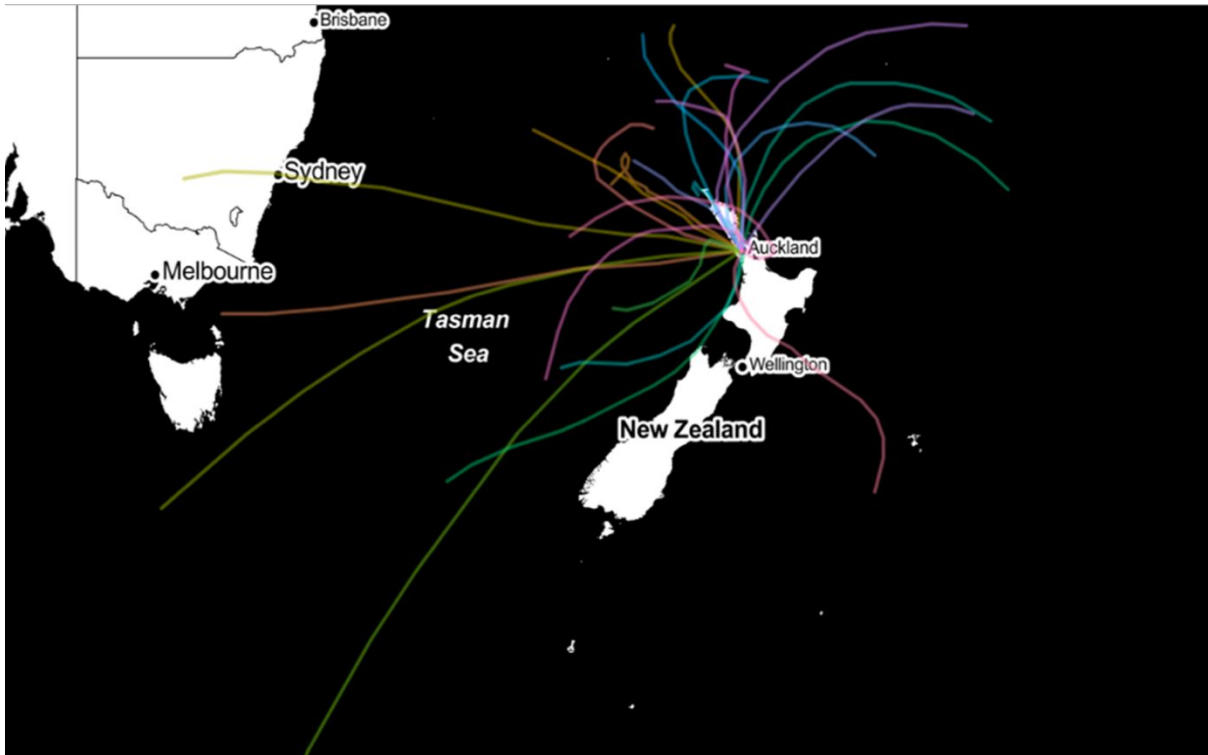 Brisbane
Sydney
Auckland
Melbourne
Tasman
Sea
Wellington
New Zealand